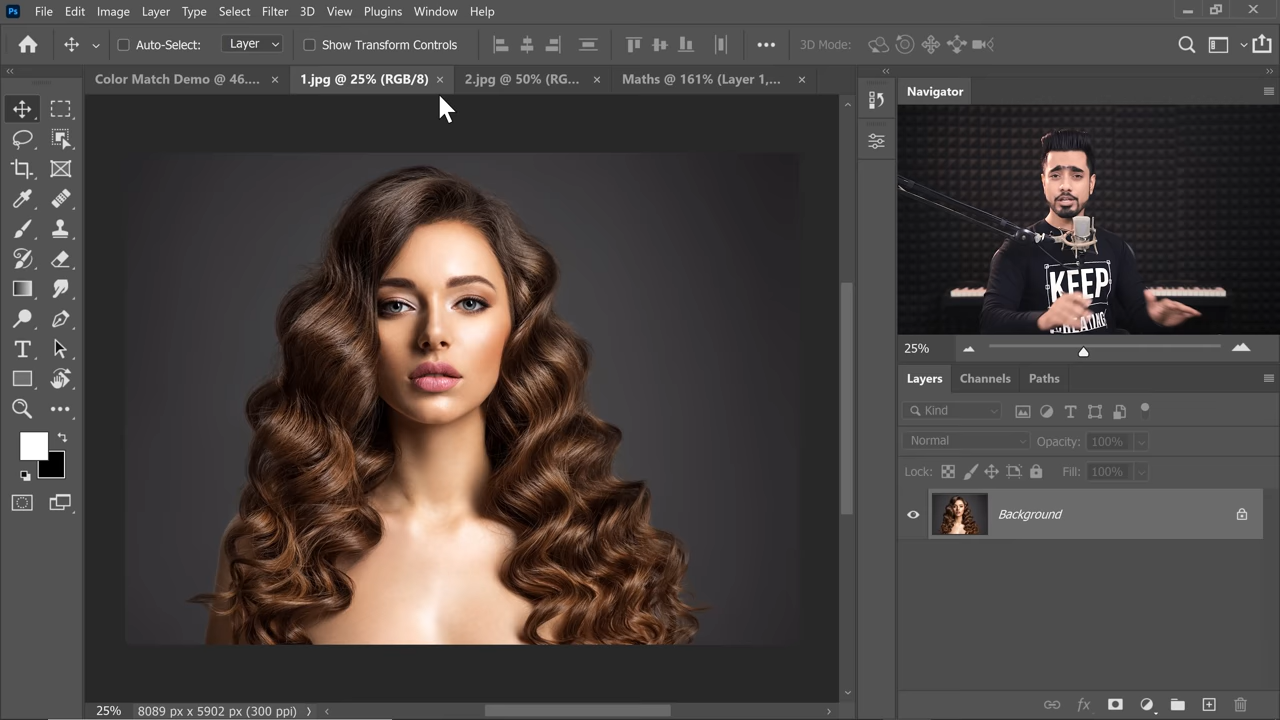 Ps File Edit Image Layer Type Select Filter 3D View Plugins Window Help
Auto-Select: Layer Show Transform Controls 3D Mode:
Color Match Demo @ 46.... 1.jpg @ 25% (RGB/8) 2.jpg @ 50% (RG... Maths @ 161% (Layer 1,...
Navigator
KEEP
CREATING
25%
Layers Channels Paths
Kind
Normal Opacity: 100%
Lock: Fill: 100%
Background
25% 8089 px x 5902 px (300 ppi)